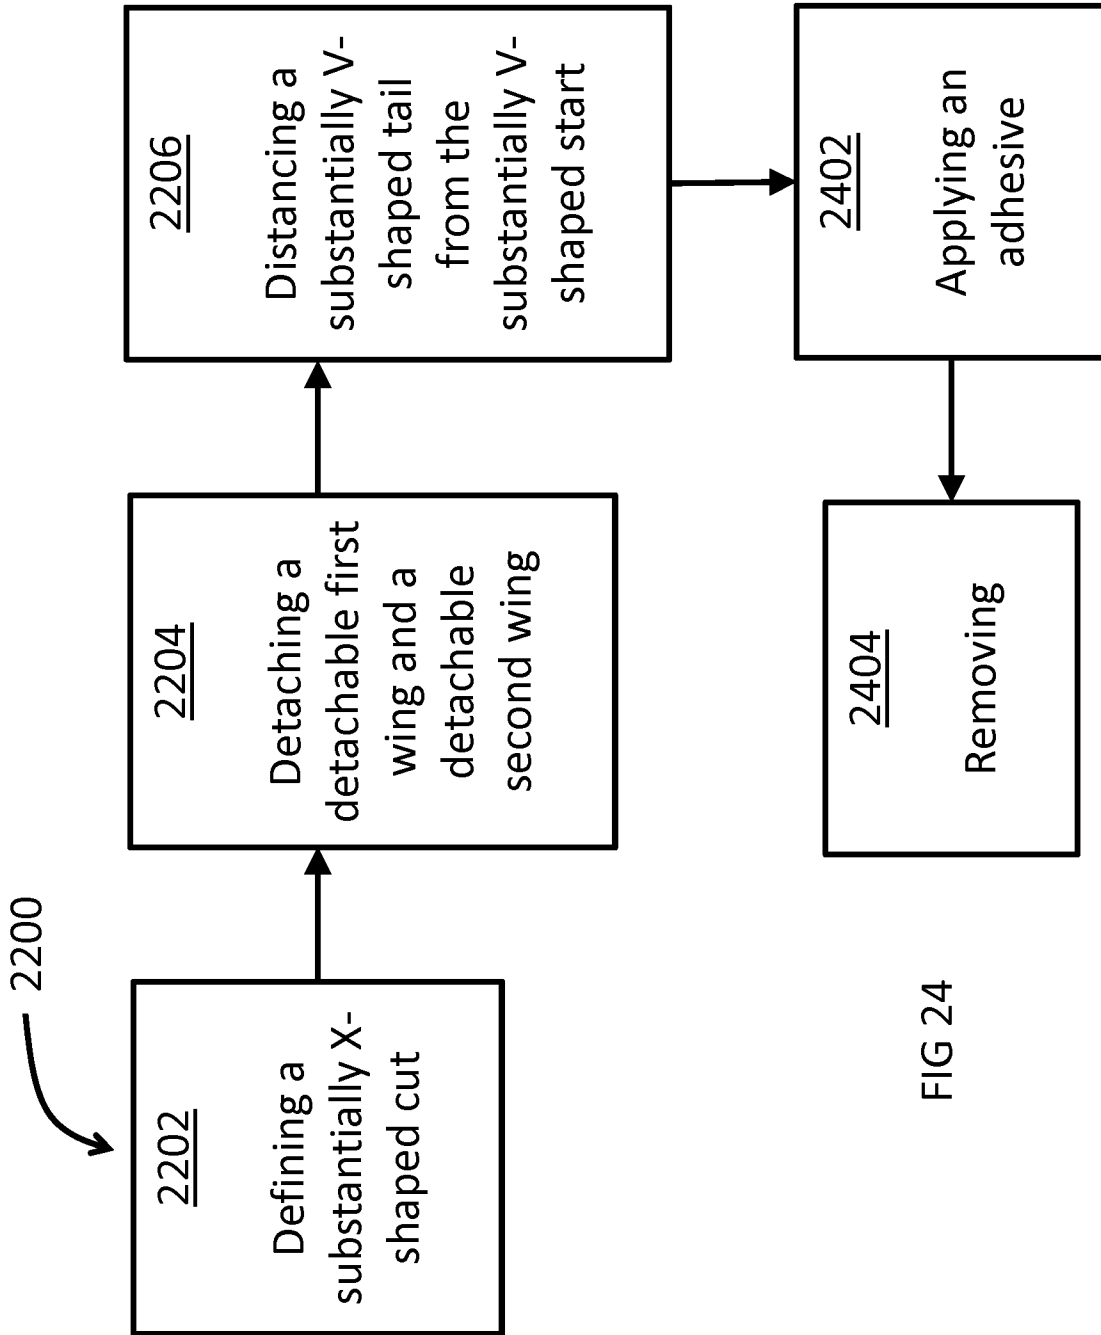 2200
2202
Defining a
substantially X-
shaped cut
2204
Detaching a
detachable first
wing and a
detachable
second wing
2206
Distancing a
substantially V-
shaped tail
from the
substantially V-
shaped start
2402
Applying an
adhesive
2404
Removing
FIG 24